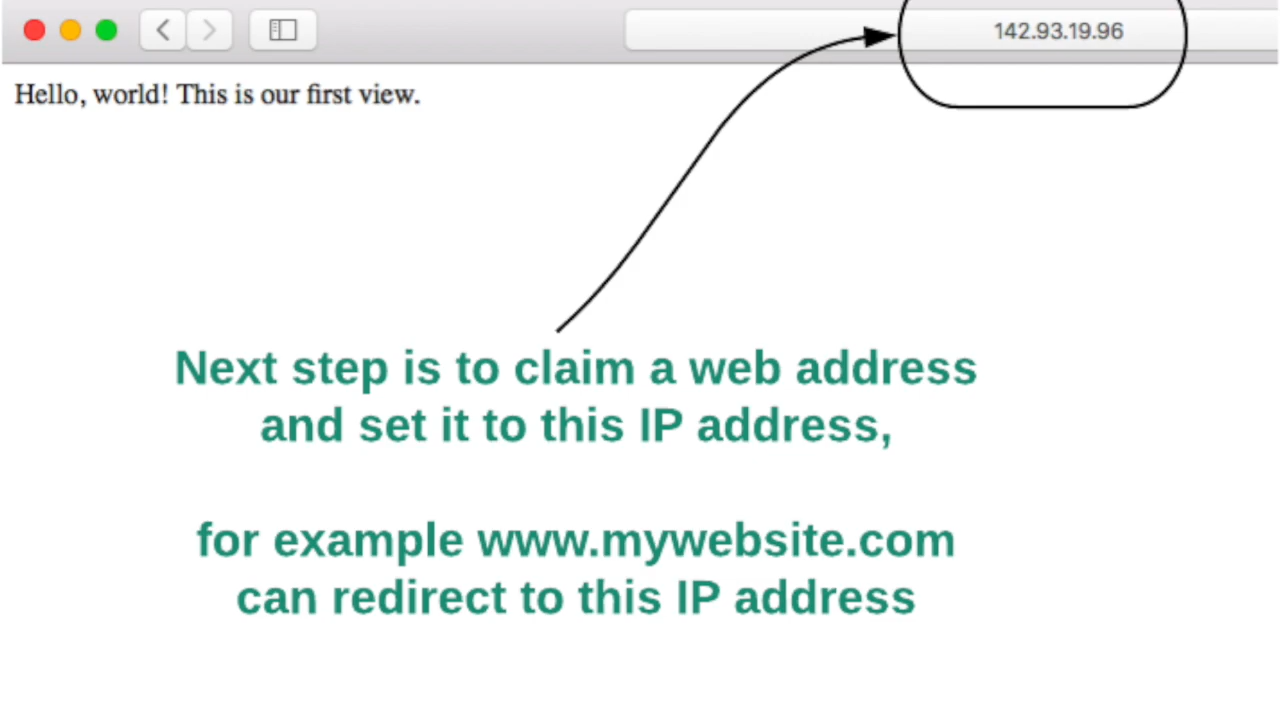 142.93.19.96
Hello, world! This is our first view.
Next step is to claim a web address
and set it to this IP address,
for example www.mywebsite.com
can redirect to this IP address